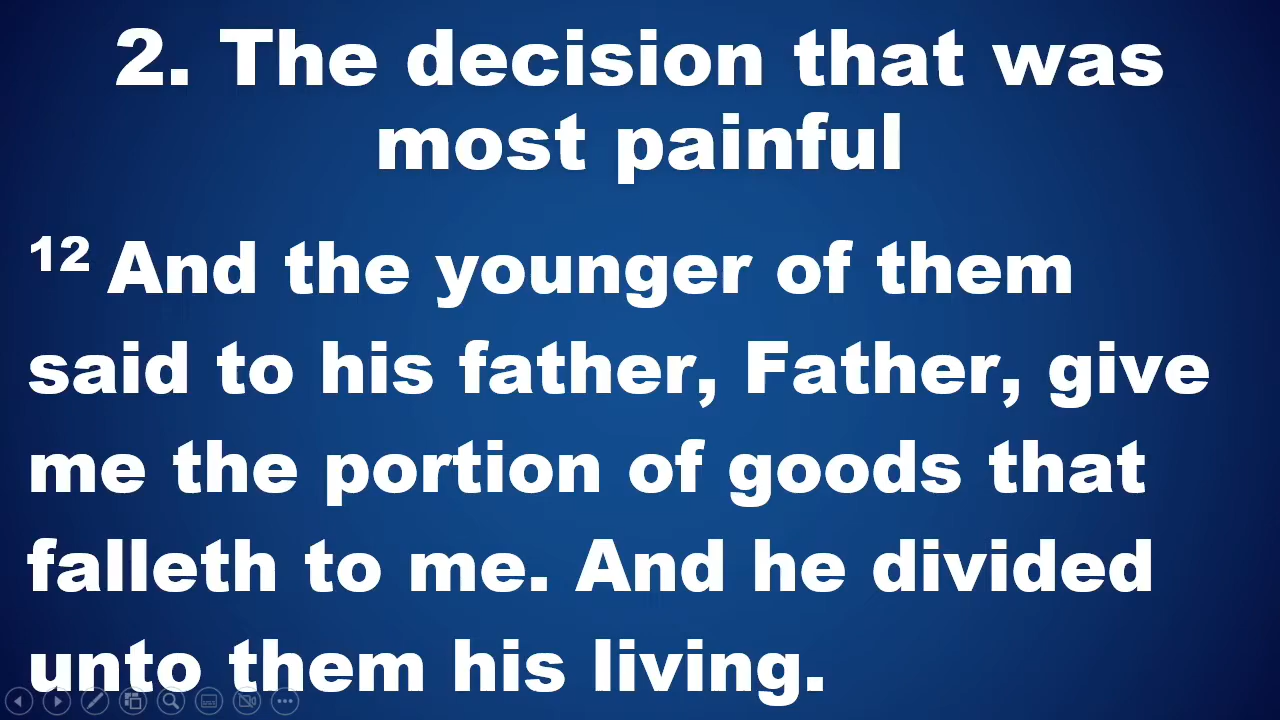 2. The decision that was
most painful
12 And the younger of them
said to his father, Father, give
me the portion of goods that
falleth to me. And he divided
unto them his living.